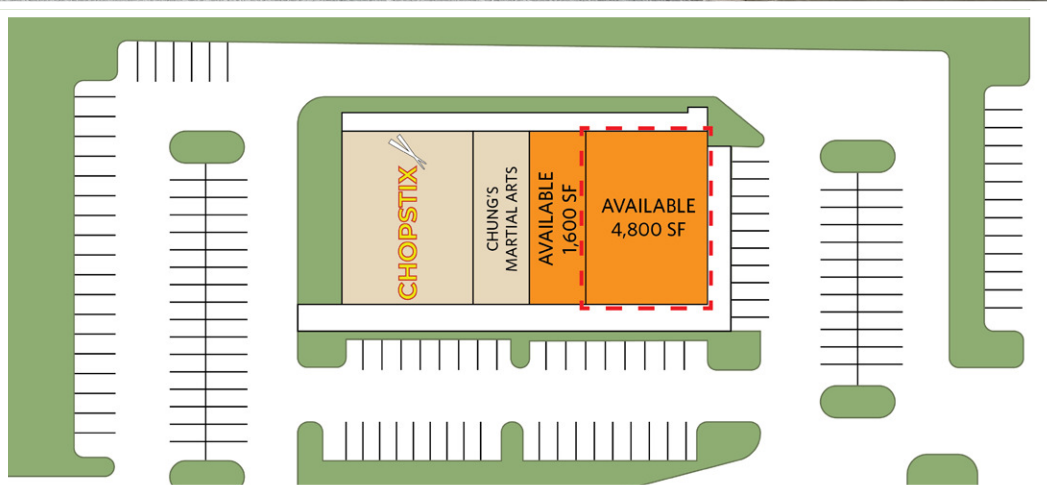 CHOPSTIX
CHUNG'S
MARTIAL ARTS
AVAILABLE
1,600 SF
AVAILABLE
4,800 SF